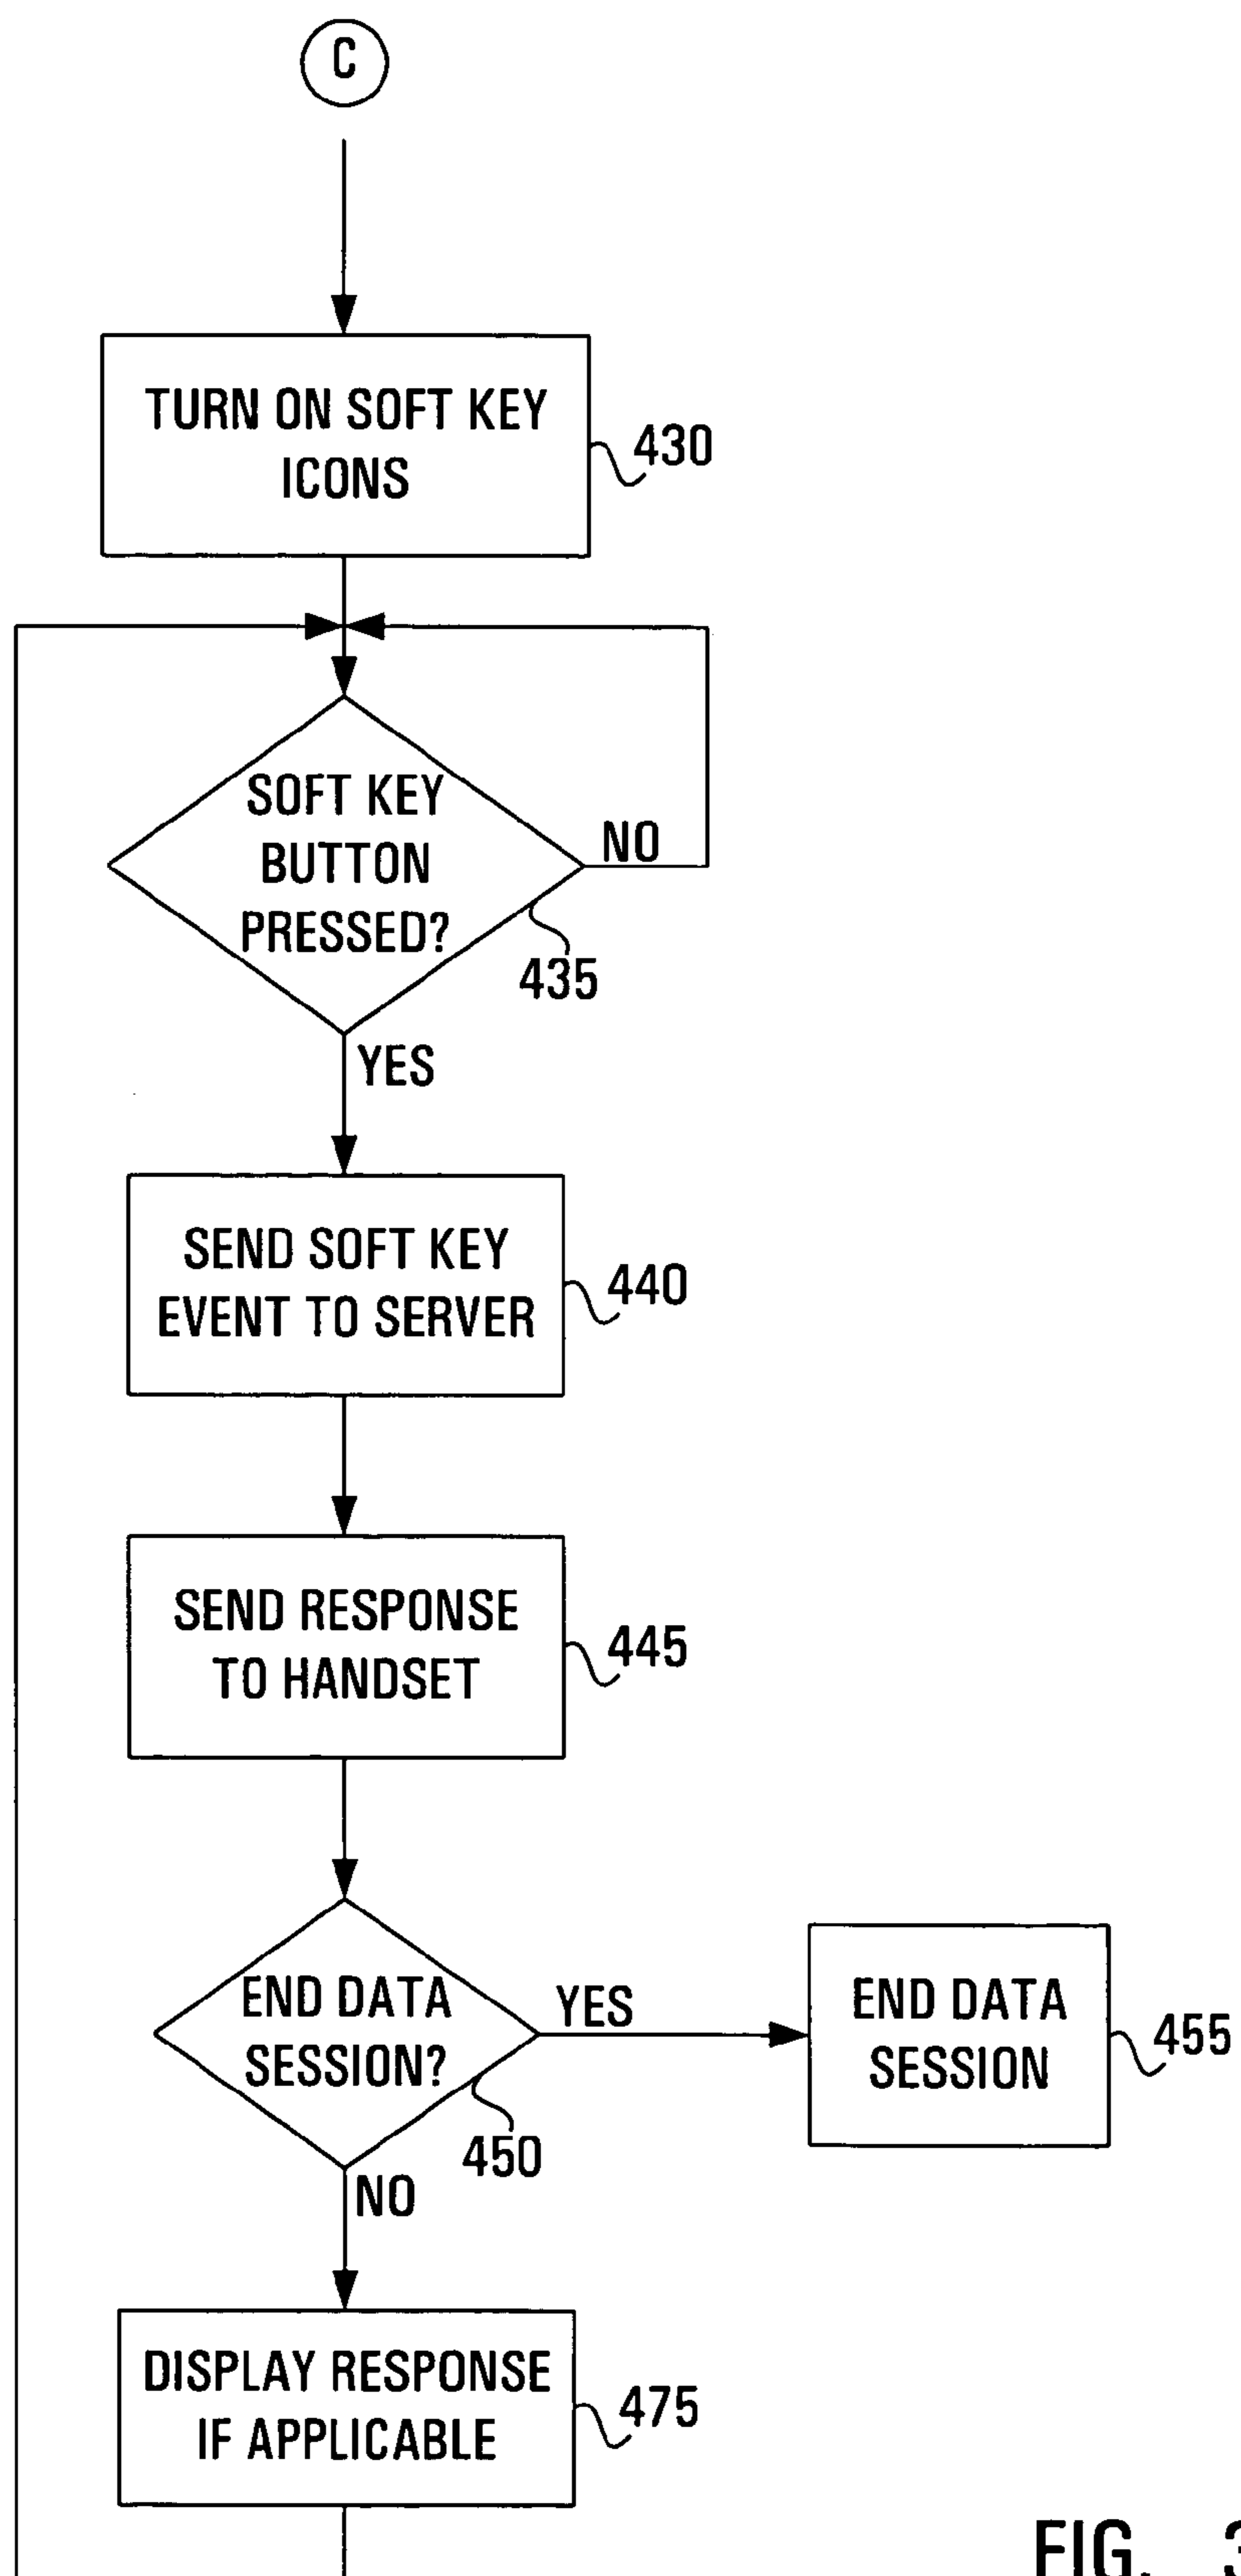 C
TURN ON SOFT KEY
ICONS
430
SOFT KEY
BUTTON
PRESSED?
NO
435
YES
SEND SOFT KEY
EVENT TO SERVER
440
SEND RESPONSE
TO HANDSET
445
END DATA
SESSION?
YES
450
NO
END DATA
SESSION
455
DISPLAY RESPONSE
IF APPLICABLE
475
FIG.